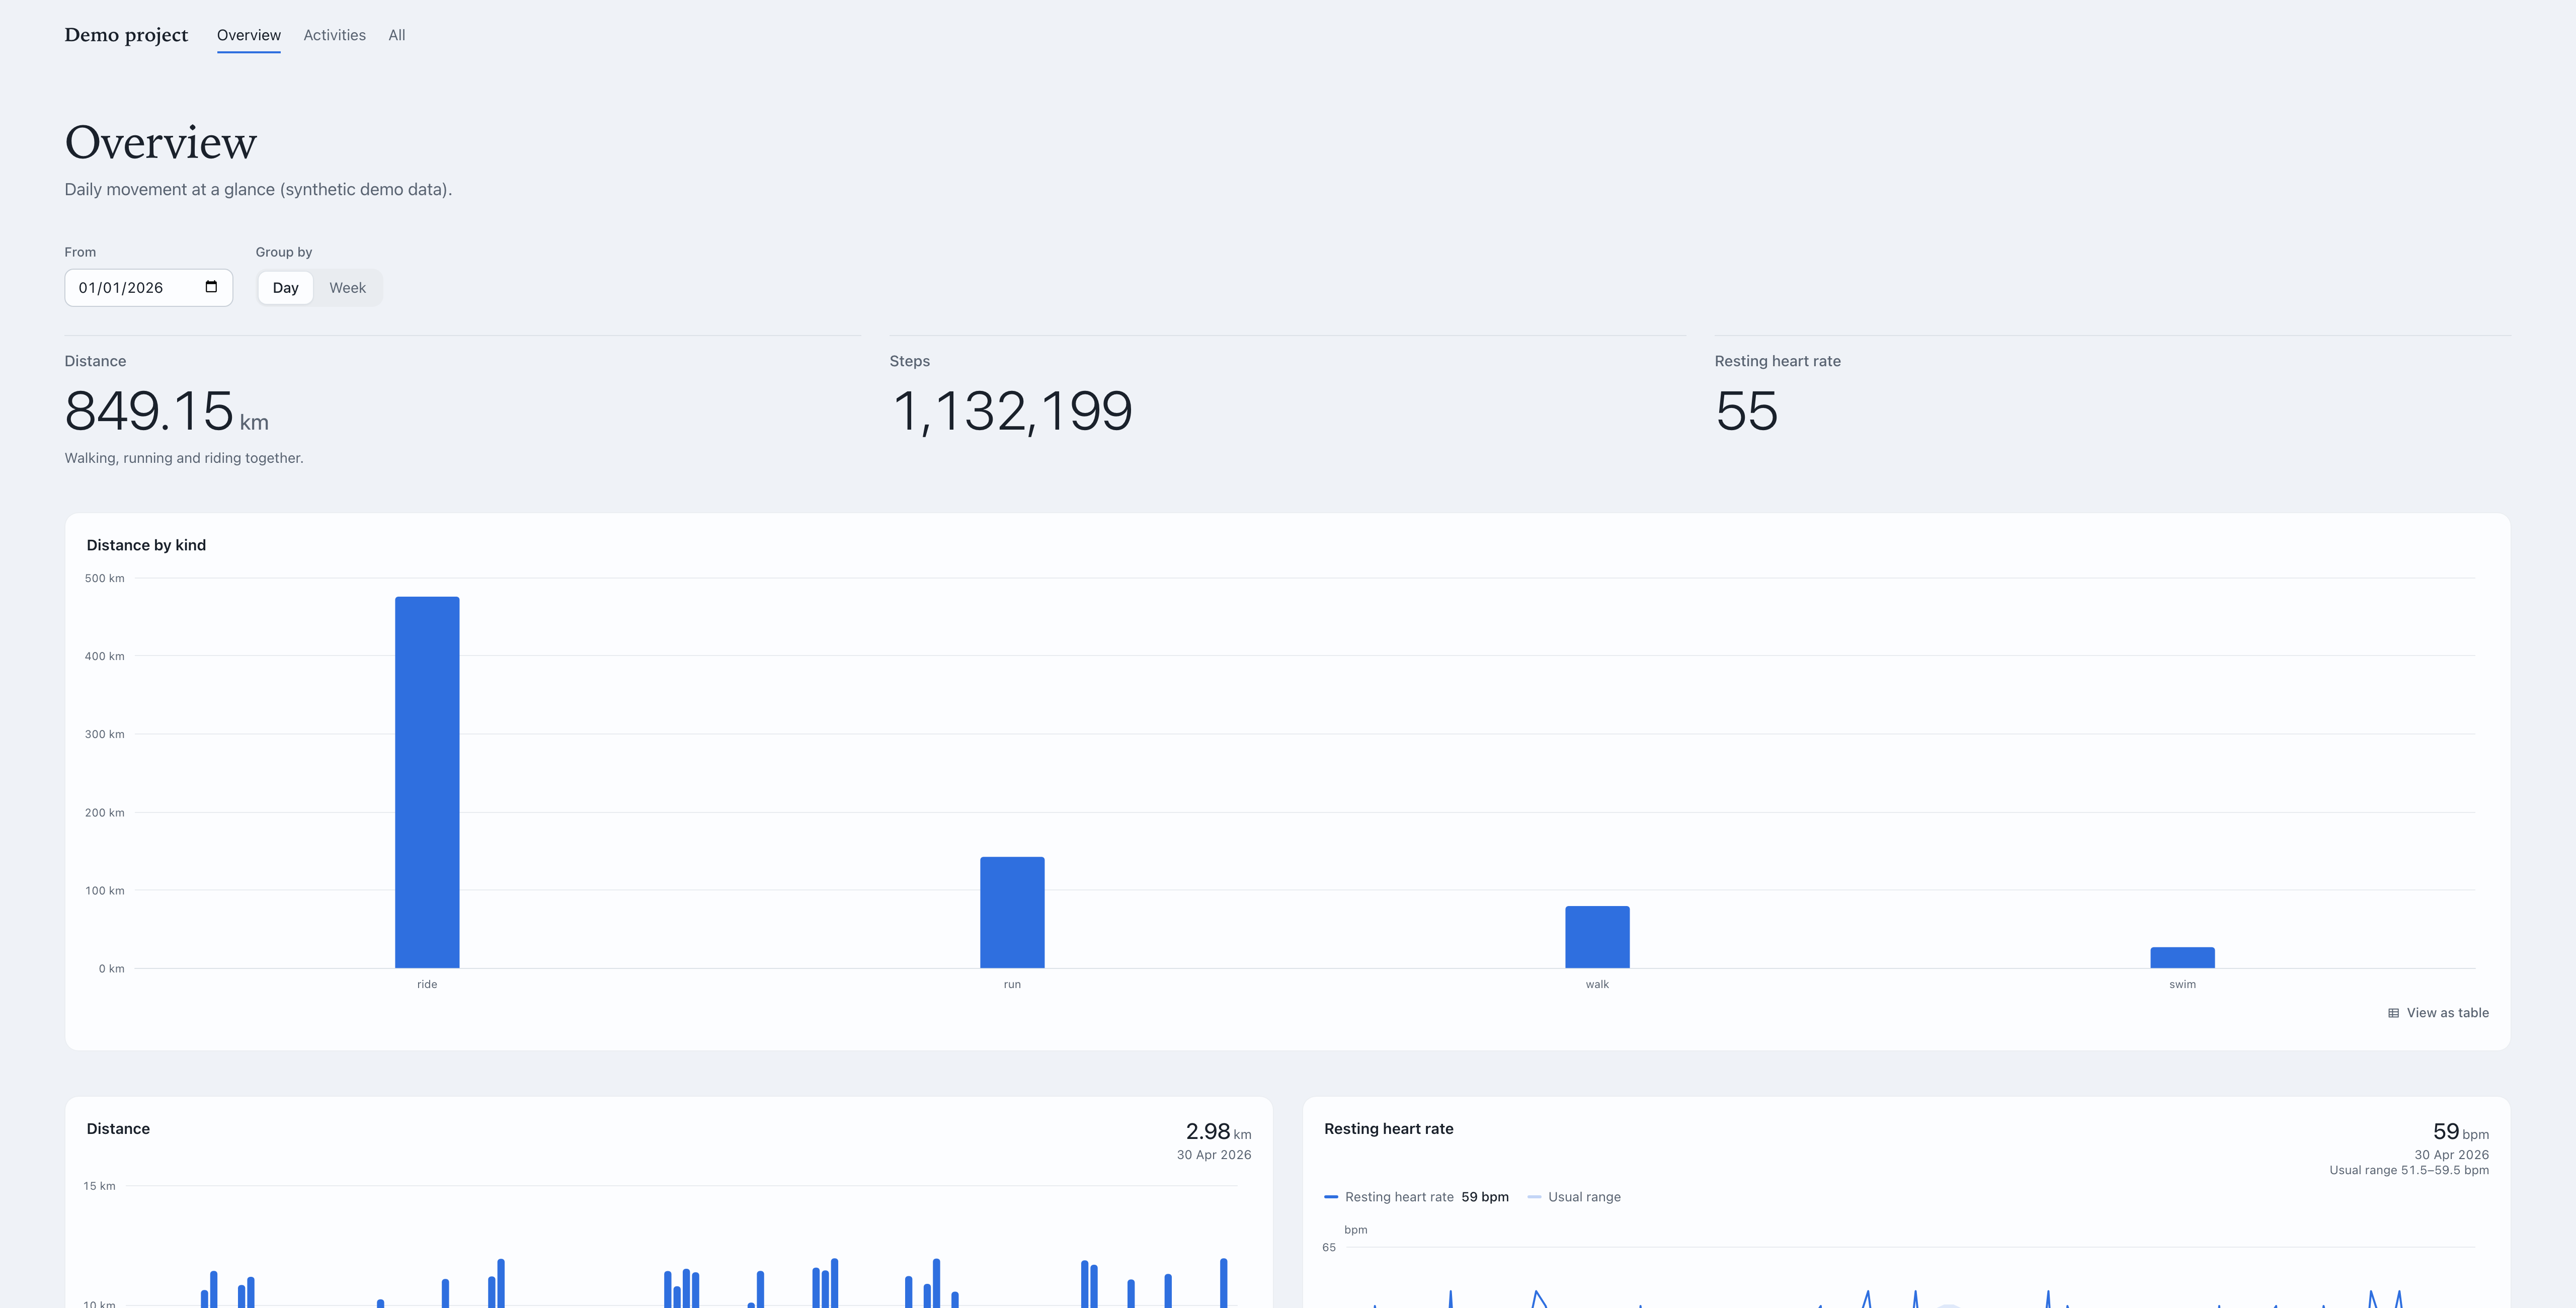 Demo project Overview Activities All
Overview
Daily movement at a glance (synthetic demo data).
From Group by
01/01/2026 Day Week
Distance Steps Resting heart rate
849.15 km 1,132,199 55
Walking, running and riding together.
Distance by kind
500 km
400 km
300 km
200 km
100 km
0 km
ride run walk swim
View as table
Distance 2.98 km
30 Apr 2026
15 km
10 km
Resting heart rate 59 bpm
30 Apr 2026
Usual range 51.5–59.5 bpm
Resting heart rate 59 bpm Usual range
bpm
65